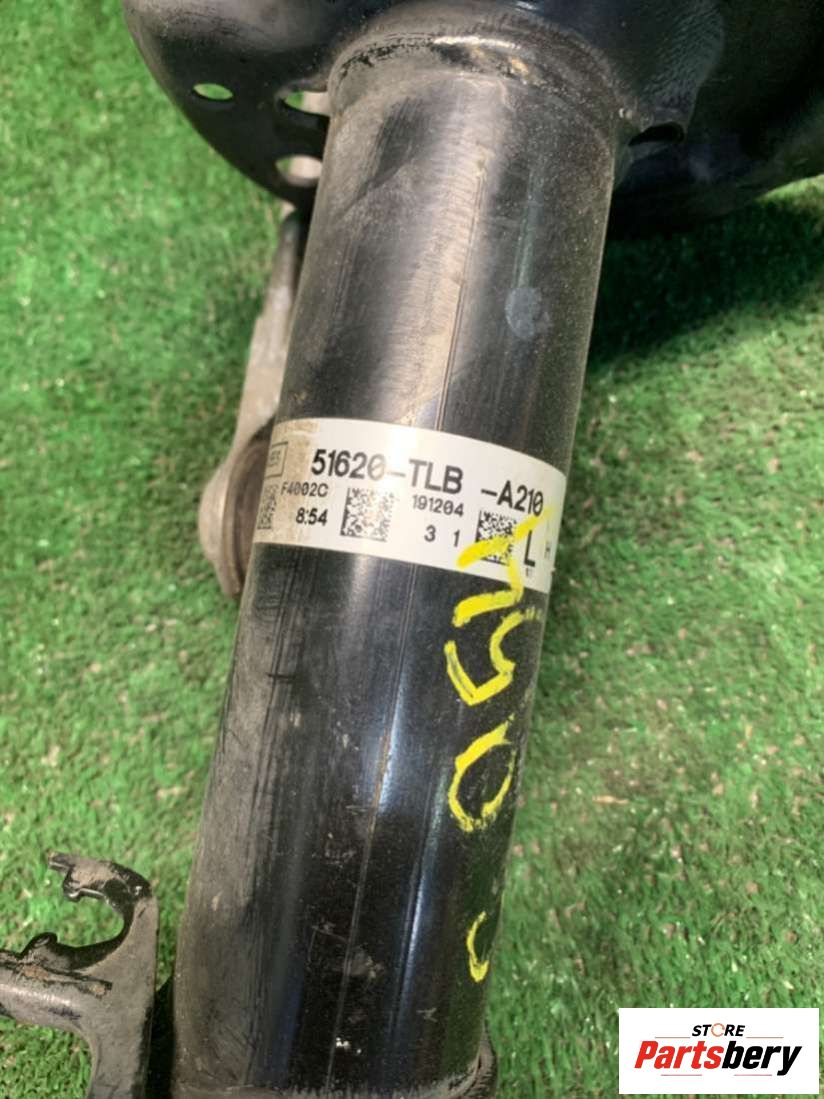 51620-TLB -A210
F4002C 191204
8:54 3 1 L H
STORE
Partsbery